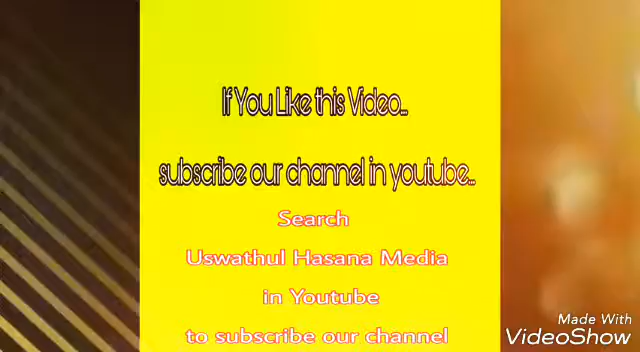 If You Like this Video..
subscribe our channel in youtube...
Search
Uswathul Hasana Media
in Youtube
to subscribe our channel
Made With
VideoShow